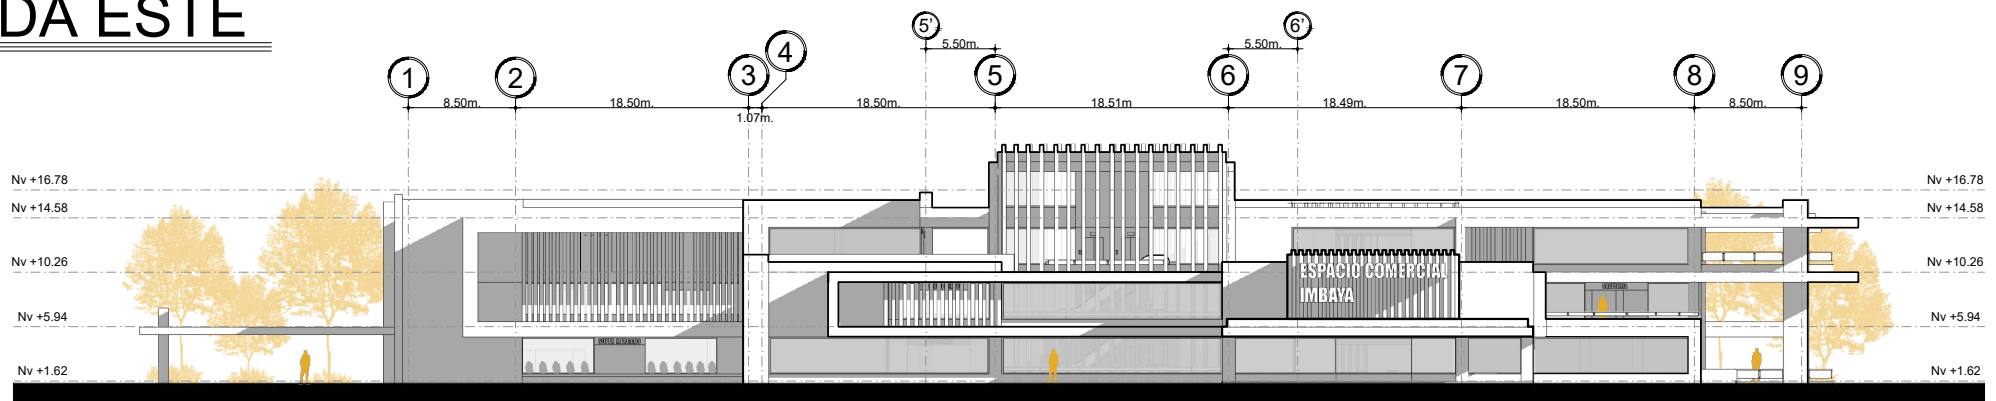 DA ESTE
5'
6'
5.50m.
5.50m.
4
1
2
3
5
6
7
8
9
8.50m.
18.50m.
1.07m.
18.50m.
18.51m
18.49m.
18.50m.
8.50m.
Nv +16.78
Nv +16.78
Nv +14.58
Nv +14.58
Nv +10.26
Nv +10.26
ESPACIO COMERCIAL
IMBAYA
CAFETERIA
Nv +5.94
Nv +5.94
SUPER MERCADO
Nv +1.62
Nv +1.62